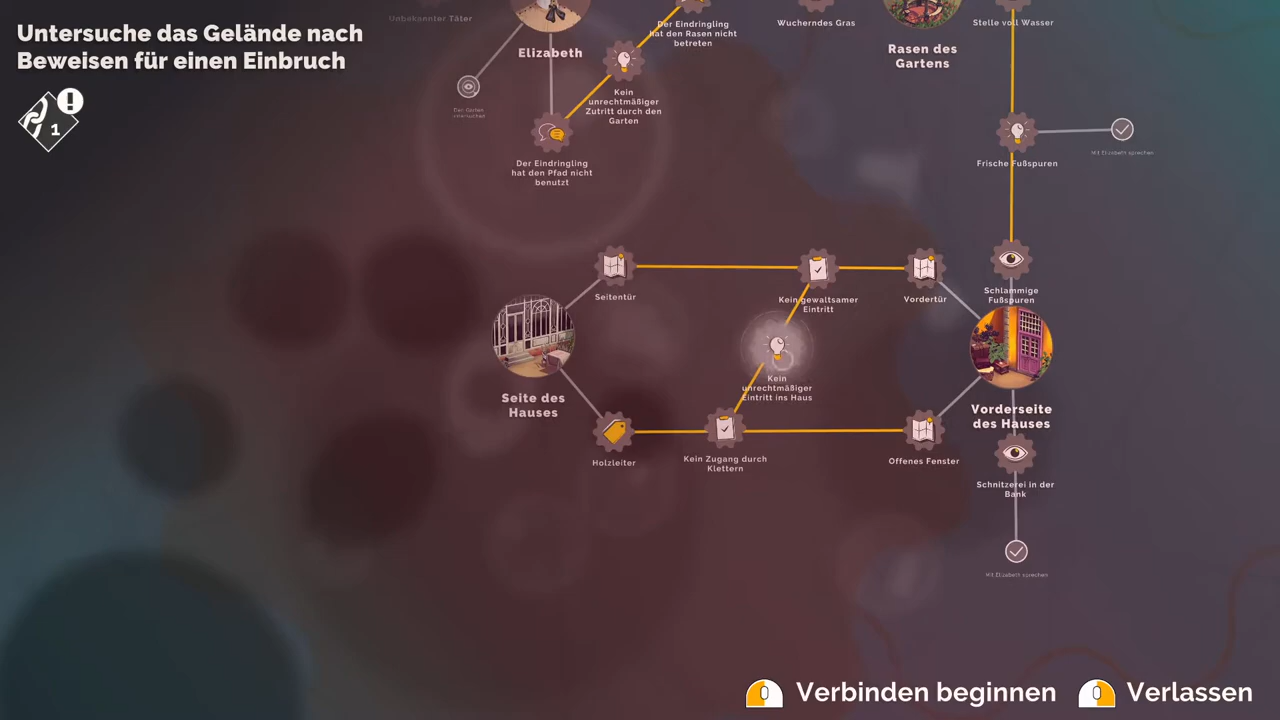 Untersuche das Gelände nach
Beweisen für einen Einbruch
1
Unbekannter Täter
Elizabeth
Der Eindringling
hat den Rasen nicht
betreten
Wucherndes Gras
Rasen des
Gartens
Stelle voll Wasser
Kein
unrechtmäßiger
Zutritt durch den
Garten
Der Eindringling
hat den Pfad nicht
benutzt
Frische Fußspuren
Mit Elizabeth sprechen
Seitentür
Kein gewaltsamer
Eintritt
Vordertür
Schlammige
Fußspuren
Kein
unrechtmäßiger
Eintritt ins Haus
Seite des
Hauses
Vorderseite
des Hauses
Holzleiter
Kein Zugang durch
Klettern
Offenes Fenster
Schnitzerei in der
Bank
Mit Elizabeth sprechen
Verbinden beginnen
Verlassen